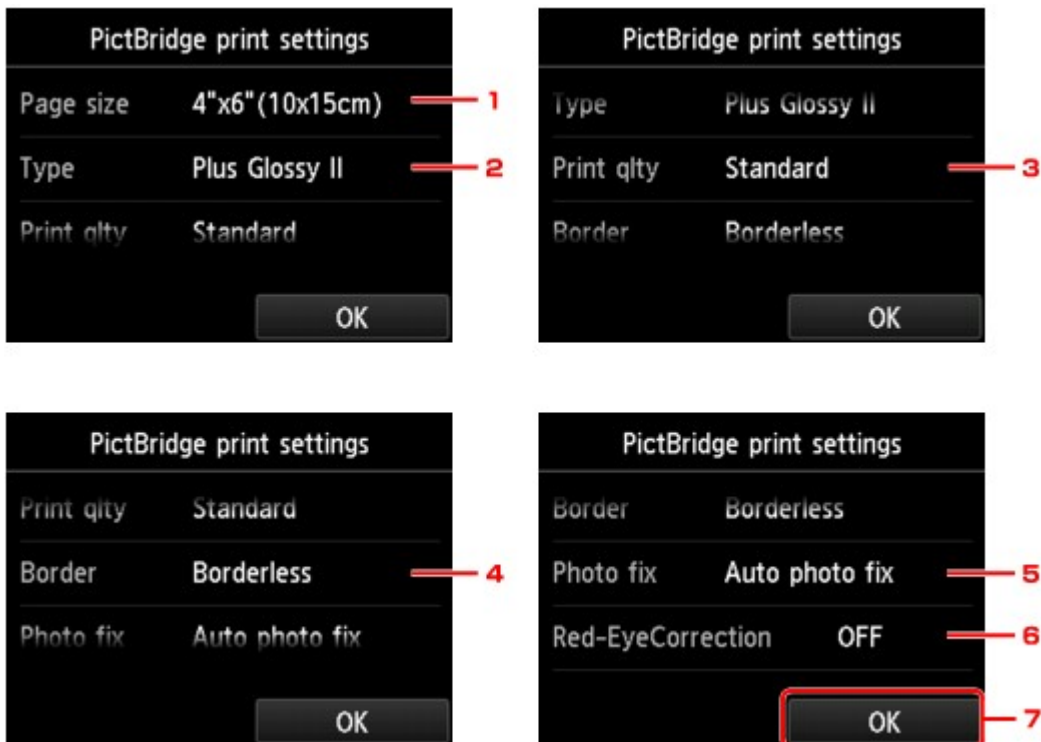 PictBridge print settings
Page size 4"x6"(10x15cm) 1
Type Plus Glossy II 2
Print qlty Standard
OK
PictBridge print settings
Type Plus Glossy II
Print qlty Standard 3
Border Borderless
OK
PictBridge print settings
Print qlty Standard
Border Borderless 4
Photo fix Auto photo fix
OK
PictBridge print settings
Border Borderless
Photo fix Auto photo fix 5
Red-EyeCorrection OFF 6
OK 7